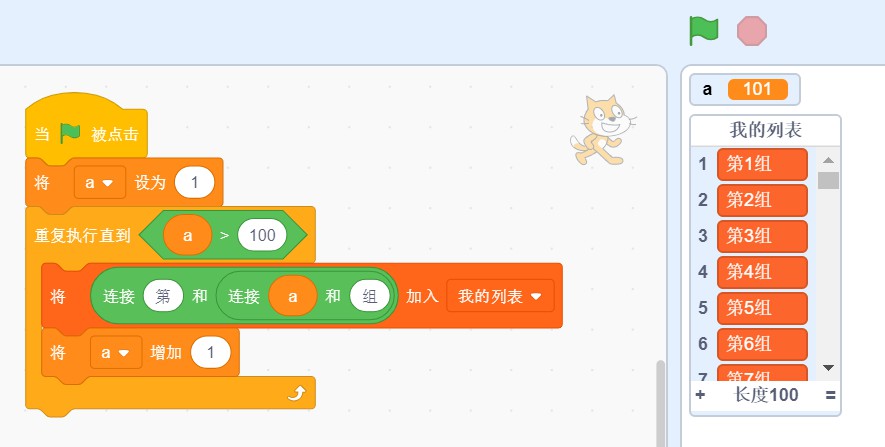 当 被点击
将 a 设为 1
重复执行直到 a > 100
将 连接 第 和 连接 a 和 组 加入 我的列表
将 a 增加 1
a 101
我的列表
1 第1组
2 第2组
3 第3组
4 第4组
5 第5组
6 第6组
7 第7组
+ 长度100 =